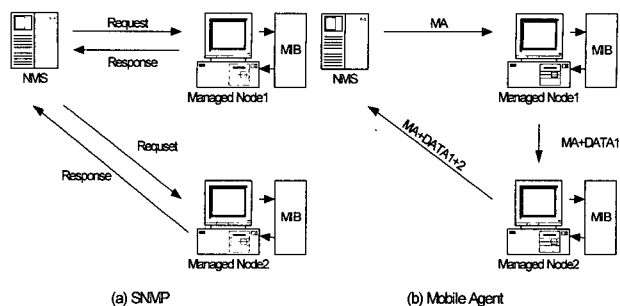 Request
Response
NMS
MIB
Managed Node1
Requset
Response
MIB
Managed Node2
(a) SNMP
MA
NMS
MIB
Managed Node1
MA+DATA1
MA+DATA1+2
MIB
Managed Node2
(b) Mobile Agent